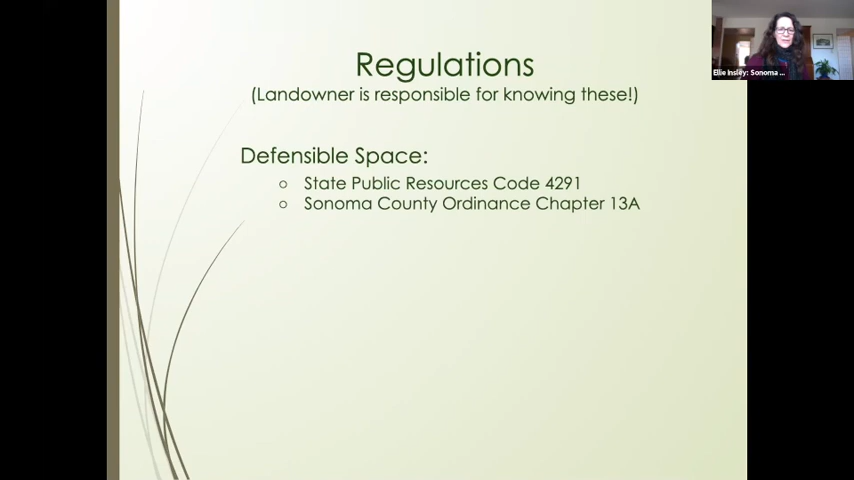 Regulations
(Landowner is responsible for knowing these!)
Defensible Space:
○ State Public Resources Code 4291
○ Sonoma County Ordinance Chapter 13A
Ellie Insley: Sonoma ...